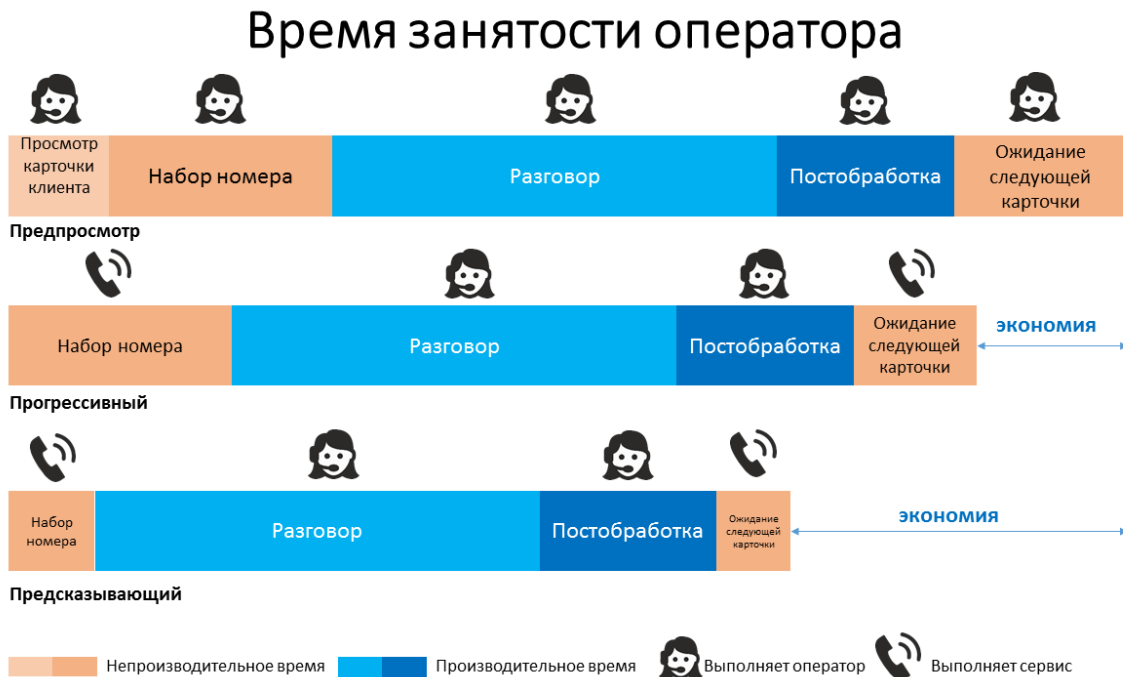 Время занятости оператора
Просмотр
карточки
клиента
Набор номера
Разговор
Постобработка
Ожидание
следующей
карточки
Предпросмотр
Набор номера
Разговор
Постобработка
Ожидание
следующей
карточки
экономия
Прогрессивный
Набор
номера
Разговор
Постобработка
Ожидание
следующей
карточки
экономия
Предсказывающий
Непроизводительное время
Производительное время
Выполняет оператор
Выполняет сервис